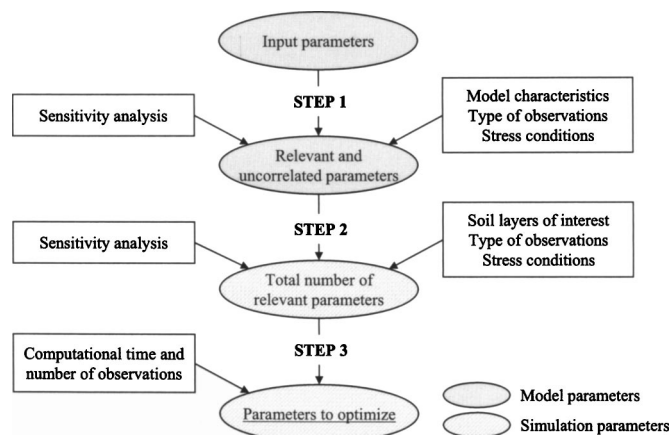 Input parameters
STEP 1
Sensitivity analysis
Model characteristics
Type of observations
Stress conditions
Relevant and
uncorrelated parameters
STEP 2
Sensitivity analysis
Soil layers of interest
Type of observations
Stress conditions
Total number of
relevant parameters
STEP 3
Computational time and
number of observations
Parameters to optimize
Model parameters
Simulation parameters